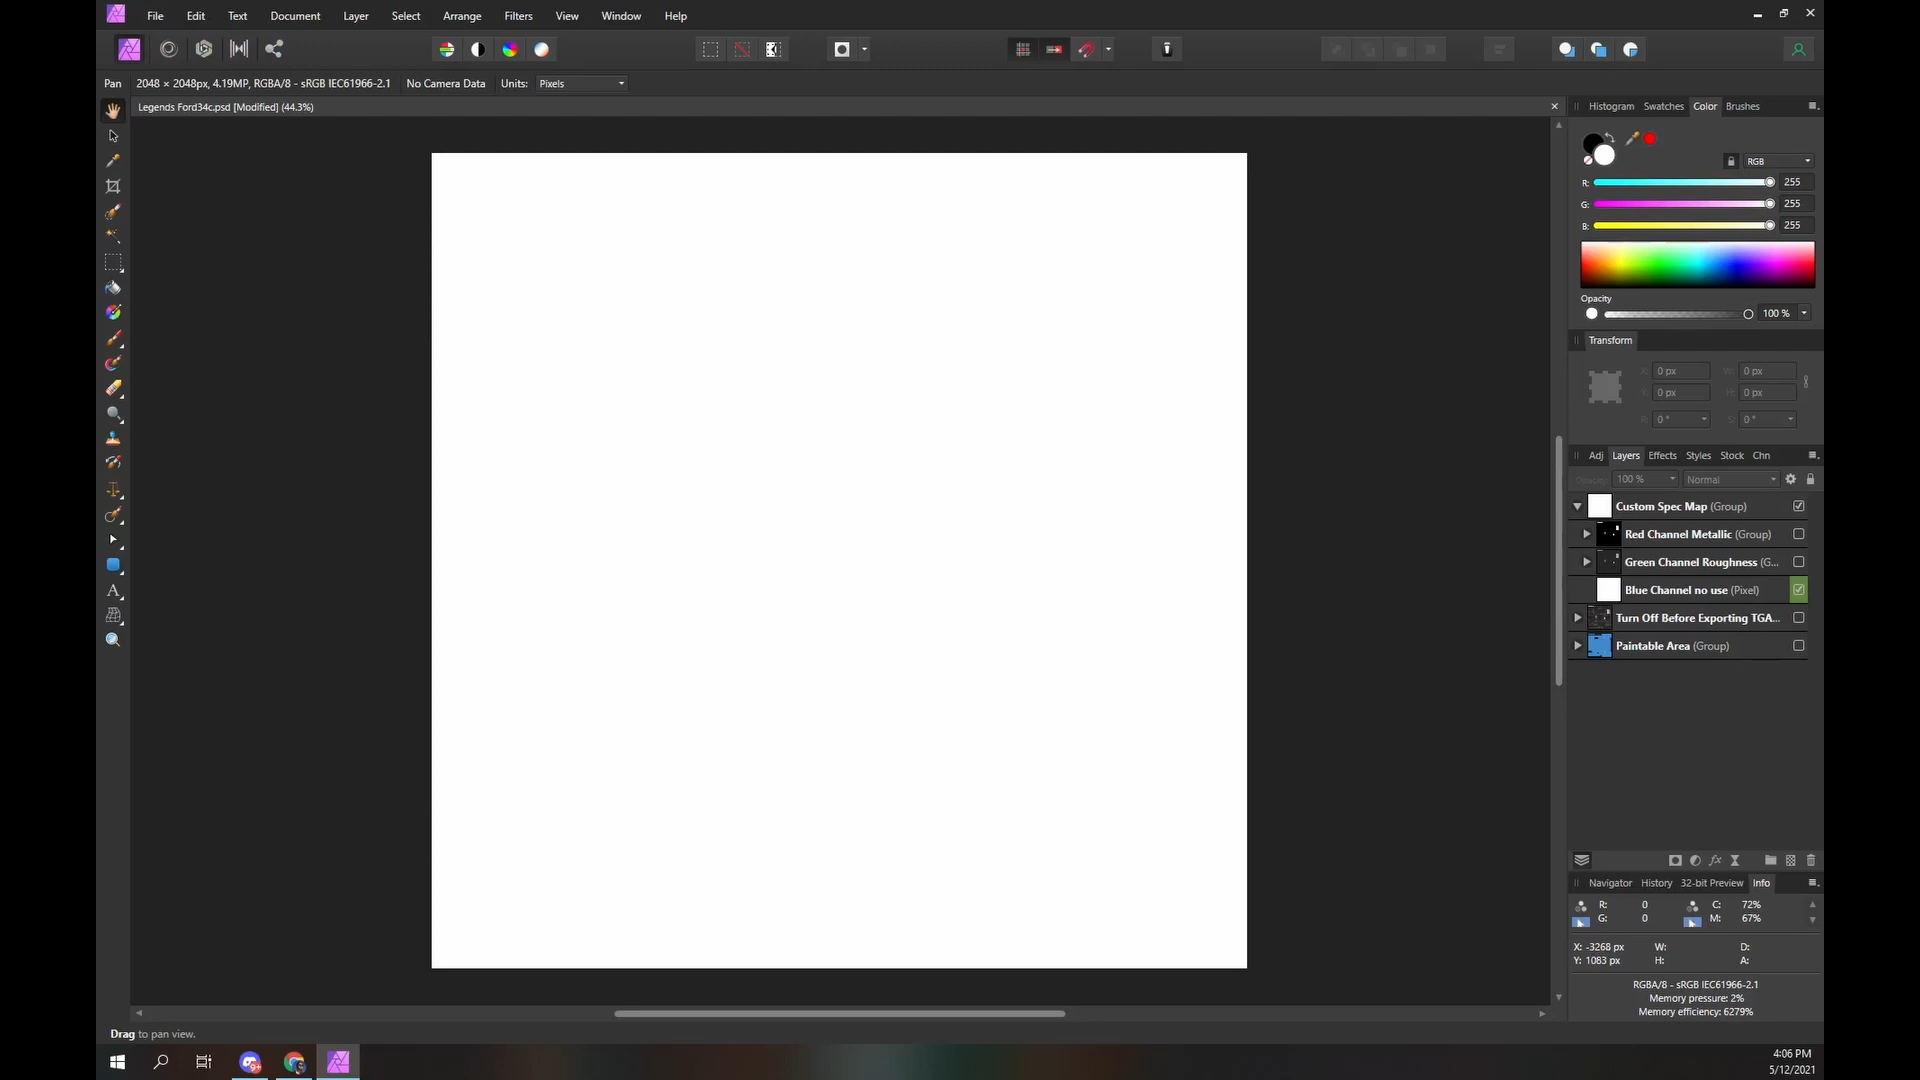 File Edit Text Document Layer Select Arrange Filters View Window Help
Pan 2048 × 2048px, 4.19MP, RGBA/8 - sRGB IEC61966-2.1 No Camera Data Units: Pixels
Legends Ford34c.psd [Modified] (44.3%)
Histogram Swatches Color Brushes
RGB
R: 255
G: 255
B: 255
Opacity
100 %
Transform
X: 0 px W: 0 px
Y: 0 px H: 0 px
R: 0 ° S: 0 °
Adj Layers Effects Styles Stock Chn
Opacity: 100 % Normal
Custom Spec Map (Group)
Red Channel Metallic (Group)
Green Channel Roughness (G...
Blue Channel no use (Pixel)
Turn Off Before Exporting TGA...
Paintable Area (Group)
Navigator History 32-bit Preview Info
R: 0 C: 72%
G: 0 M: 67%
X: -3268 px W: D:
Y: 1083 px H: A:
RGBA/8 - sRGB IEC61966-2.1
Memory pressure: 2%
Memory efficiency: 6279%
Drag to pan view.
9+
4:06 PM
5/12/2021